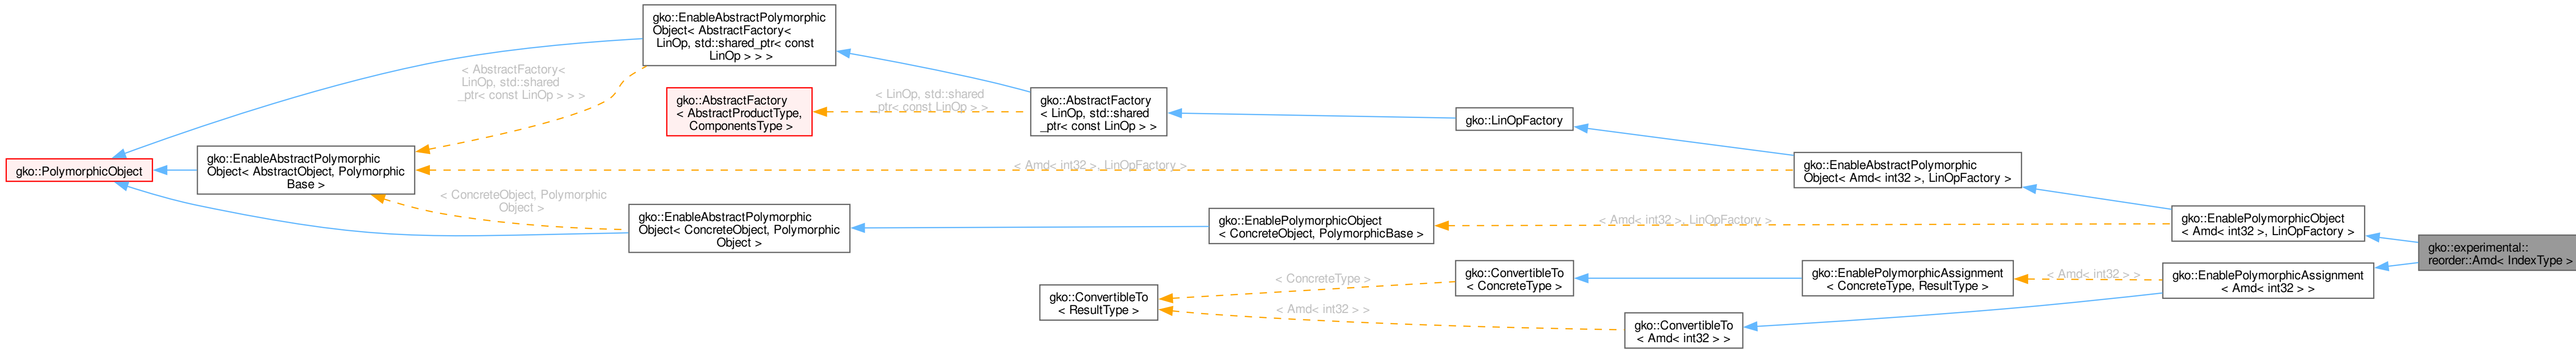 gko::EnableAbstractPolymorphic
Object< AbstractFactory<
LinOp, std::shared_ptr< const
LinOp > > >
< AbstractFactory<
LinOp, std::shared
_ptr< const LinOp > > >
gko::AbstractFactory
< AbstractProductType,
ComponentsType >
< LinOp, std::shared
_ptr< const LinOp > >
gko::AbstractFactory
< LinOp, std::shared
_ptr< const LinOp > >
gko::LinOpFactory
gko::PolymorphicObject
gko::EnableAbstractPolymorphic
Object< AbstractObject, Polymorphic
Base >
< Amd< int32 >, LinOpFactory >
gko::EnableAbstractPolymorphic
Object< Amd< int32 >, LinOpFactory >
< ConcreteObject, Polymorphic
Object >
gko::EnableAbstractPolymorphic
Object< ConcreteObject, Polymorphic
Object >
gko::EnablePolymorphicObject
< ConcreteObject, PolymorphicBase >
< Amd< int32 >, LinOpFactory >
gko::EnablePolymorphicObject
< Amd< int32 >, LinOpFactory >
gko::experimental::
reorder::Amd< IndexType >
gko::ConvertibleTo
< ResultType >
< ConcreteType >
< Amd< int32 > >
gko::ConvertibleTo
< ConcreteType >
gko::EnablePolymorphicAssignment
< ConcreteType, ResultType >
< Amd< int32 > >
gko::EnablePolymorphicAssignment
< Amd< int32 > >
gko::ConvertibleTo
< Amd< int32 > >